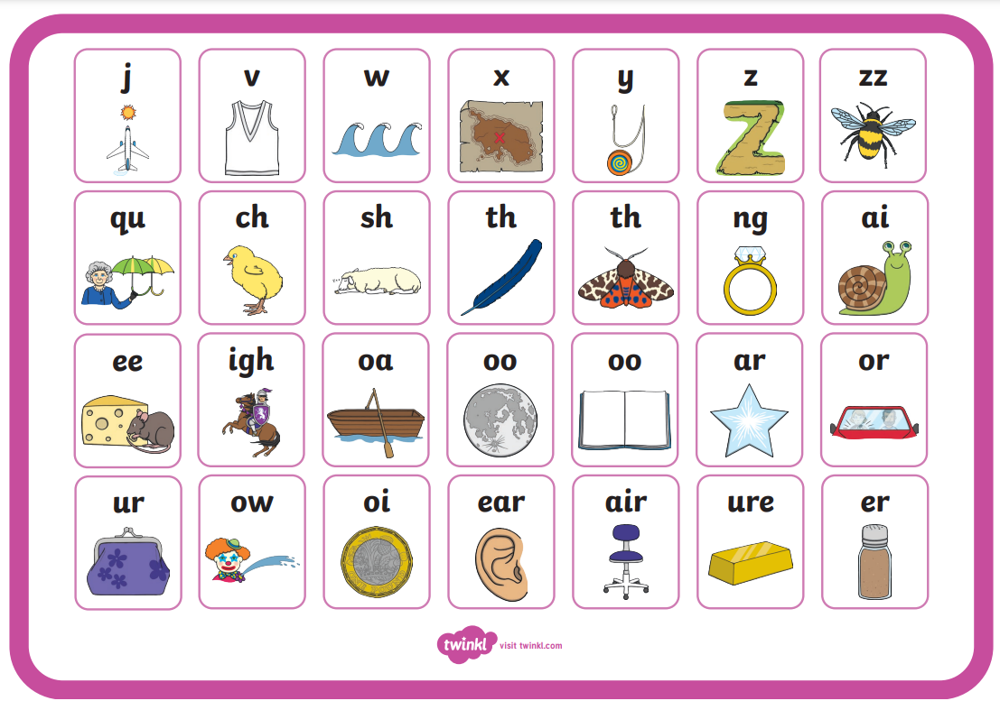 j v w x y z zz
qu ch sh th th ng ai
ee igh oa oo oo ar or
ur ow oi ear air ure er
twinkl visit twinkl.com